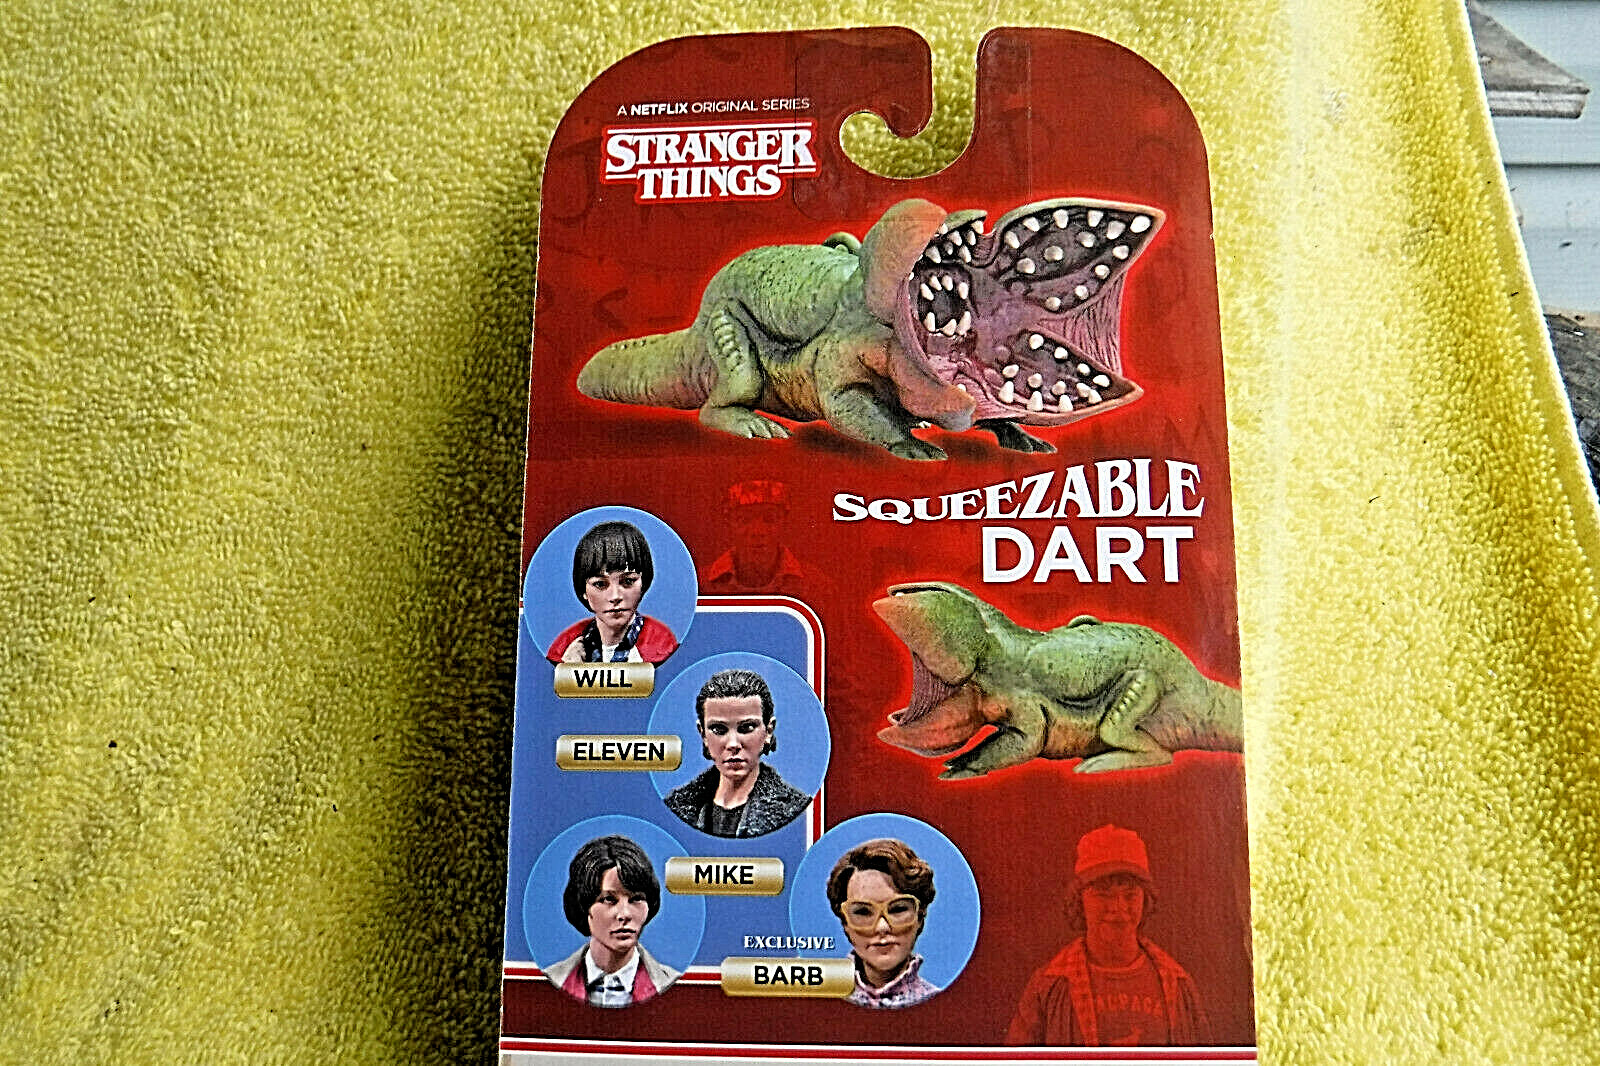 A NETFLIX ORIGINAL SERIES
STRANGER
THINGS
SQUEEZABLE
DART
WILL
ELEVEN
MIKE
EXCLUSIVE
BARB